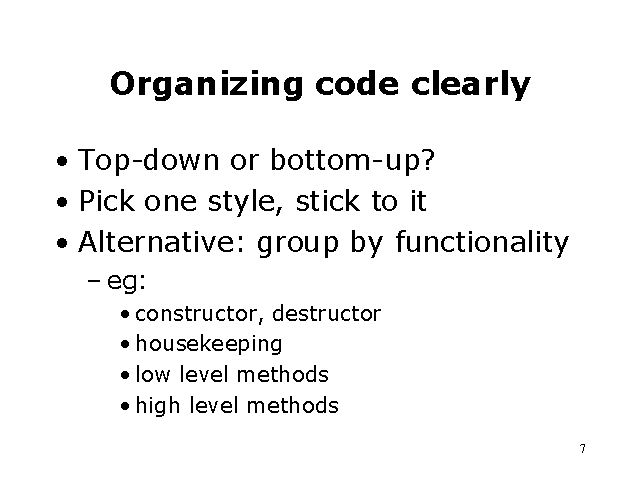 Organizing code clearly
• Top-down or bottom-up?
• Pick one style, stick to it
• Alternative: group by functionality
– eg:
• constructor, destructor
• housekeeping
• low level methods
• high level methods
7